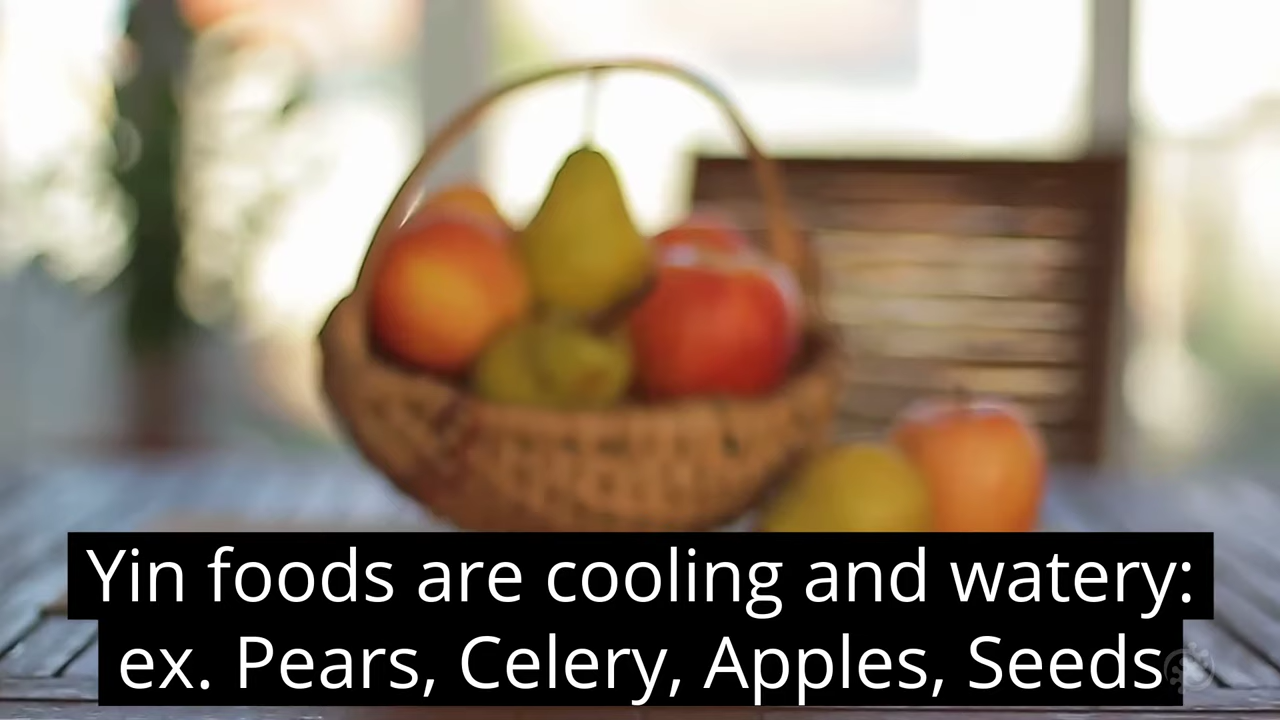 Yin foods are cooling and watery:
ex. Pears, Celery, Apples, Seeds